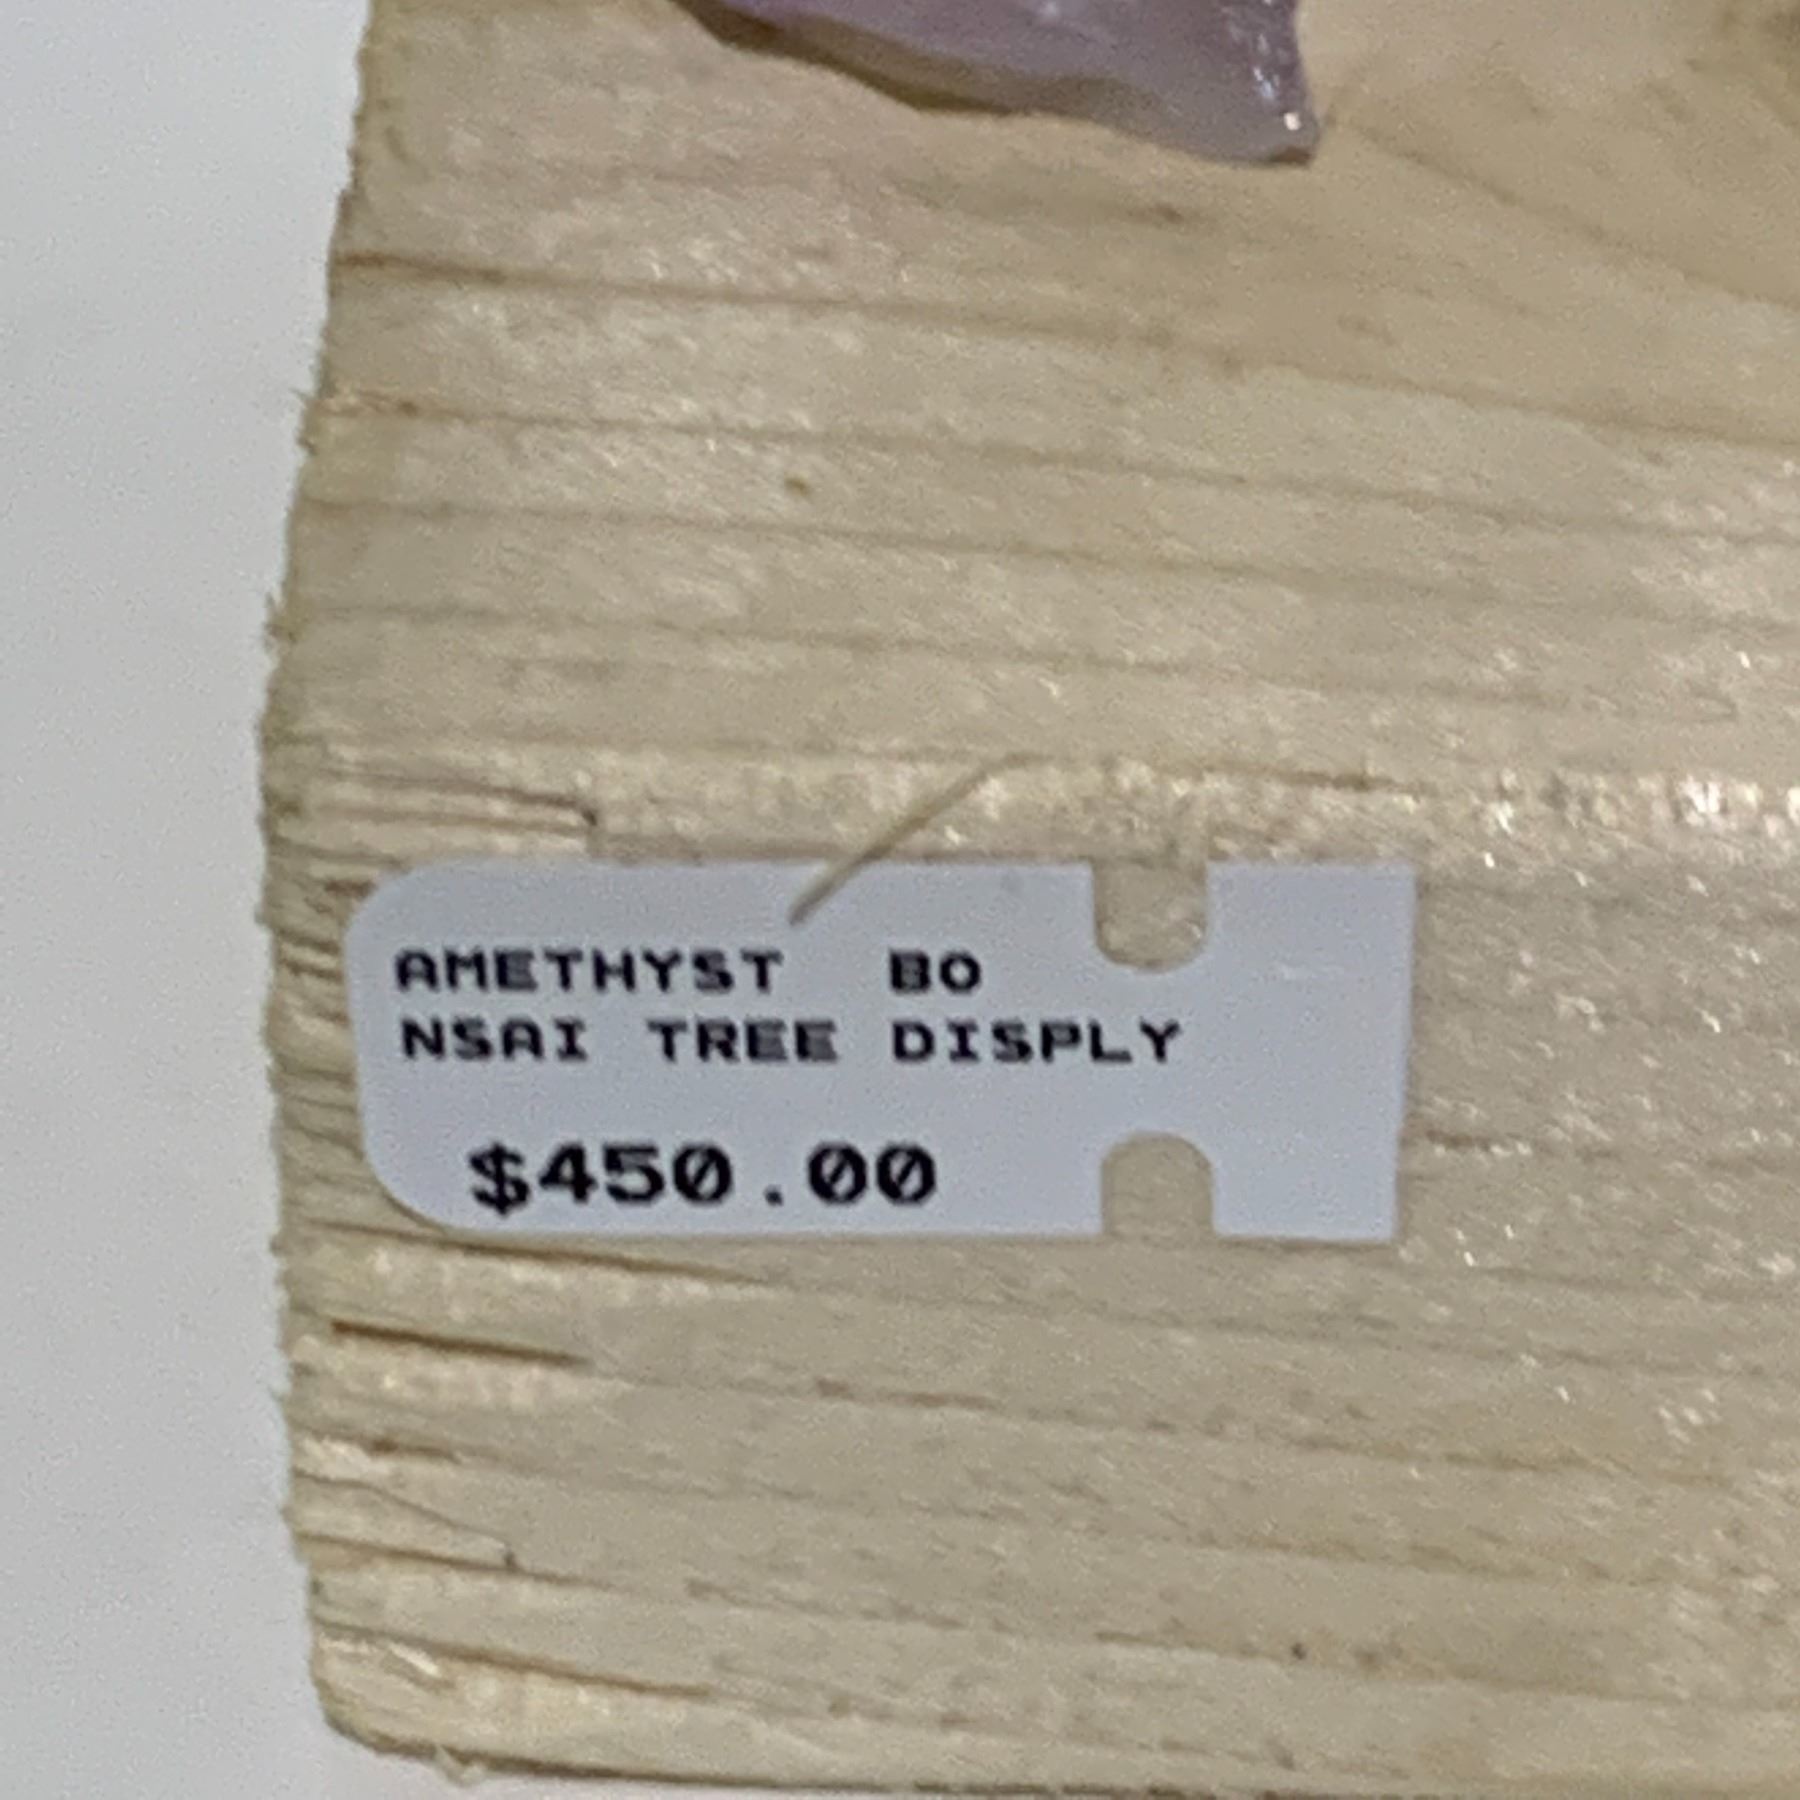 AMETHYST BO
NSAI TREE DISPLY
$450.00